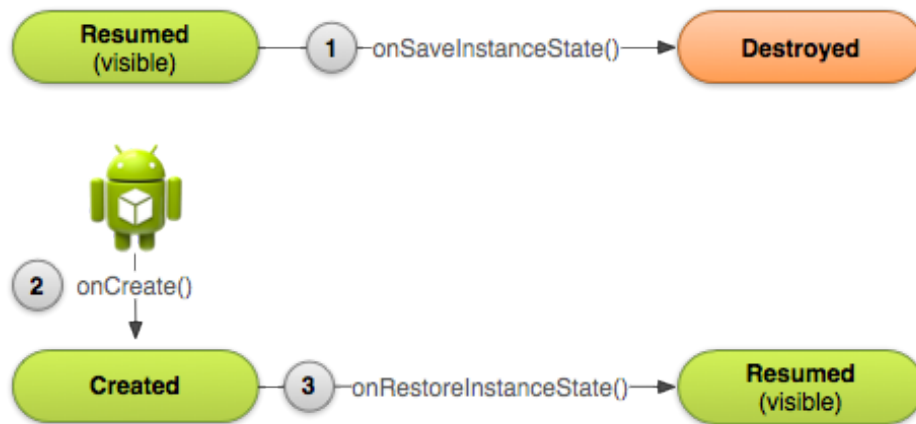 Resumed
(visible)
1
onSaveInstanceState()
Destroyed
2
onCreate()
Created
3
onRestoreInstanceState()
Resumed
(visible)